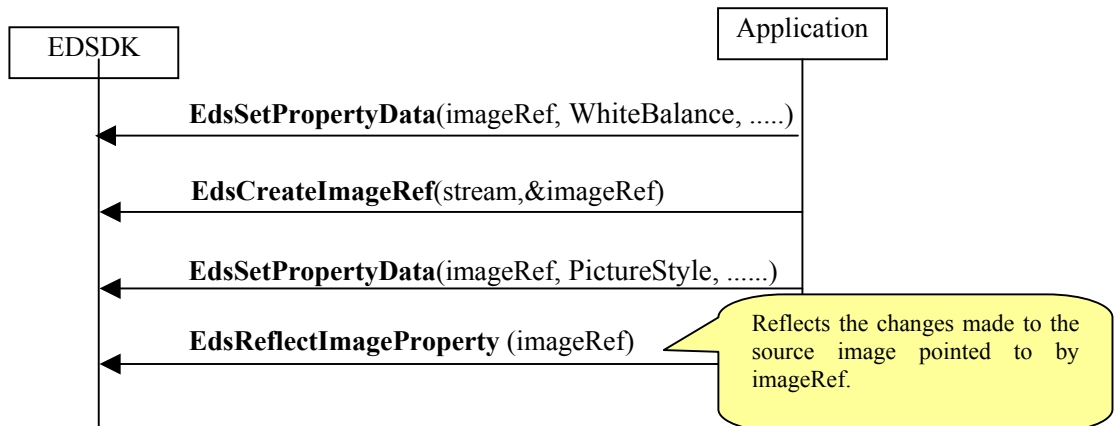 EDSDK
Application
EdsSetPropertyData(imageRef, WhiteBalance, .....)
EdsCreateImageRef(stream,&imageRef)
EdsSetPropertyData(imageRef, PictureStyle, ......)
EdsReflectImageProperty (imageRef)
Reflects the changes made to the
source image pointed to by
imageRef.